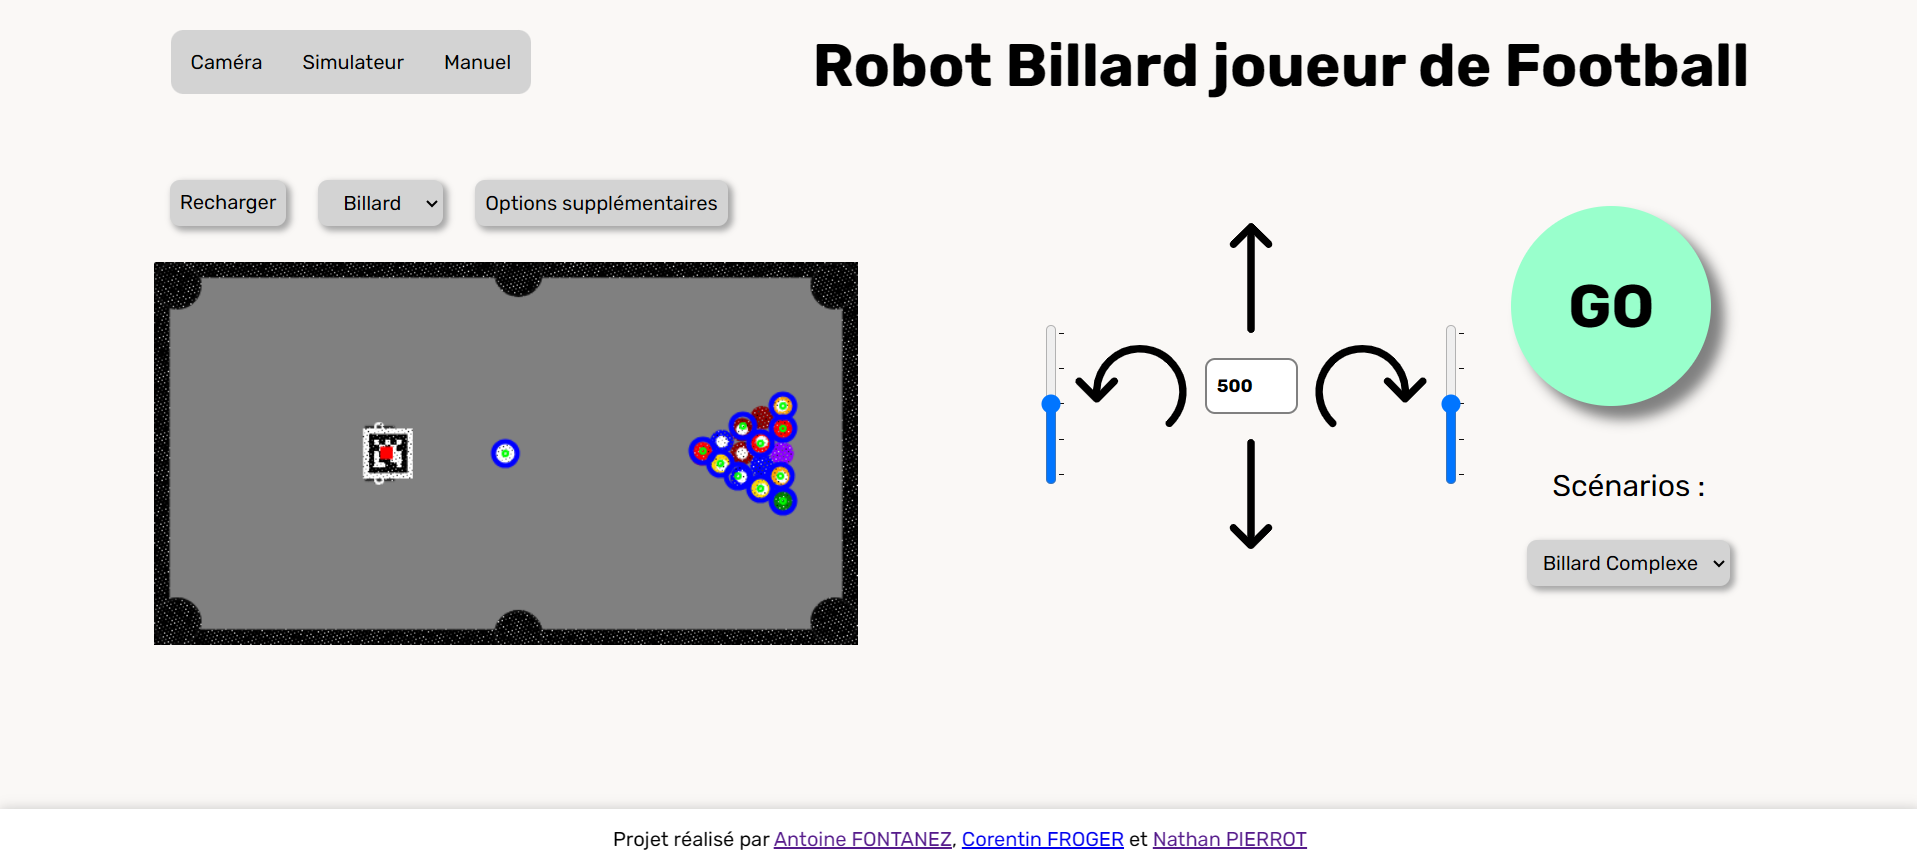 Caméra Simulateur Manuel
Robot Billard joueur de Football
Recharger Billard Options supplémentaires
GO
500
Scénarios :
Billard Complexe
Projet réalisé par Antoine FONTANEZ, Corentin FROGER et Nathan PIERROT